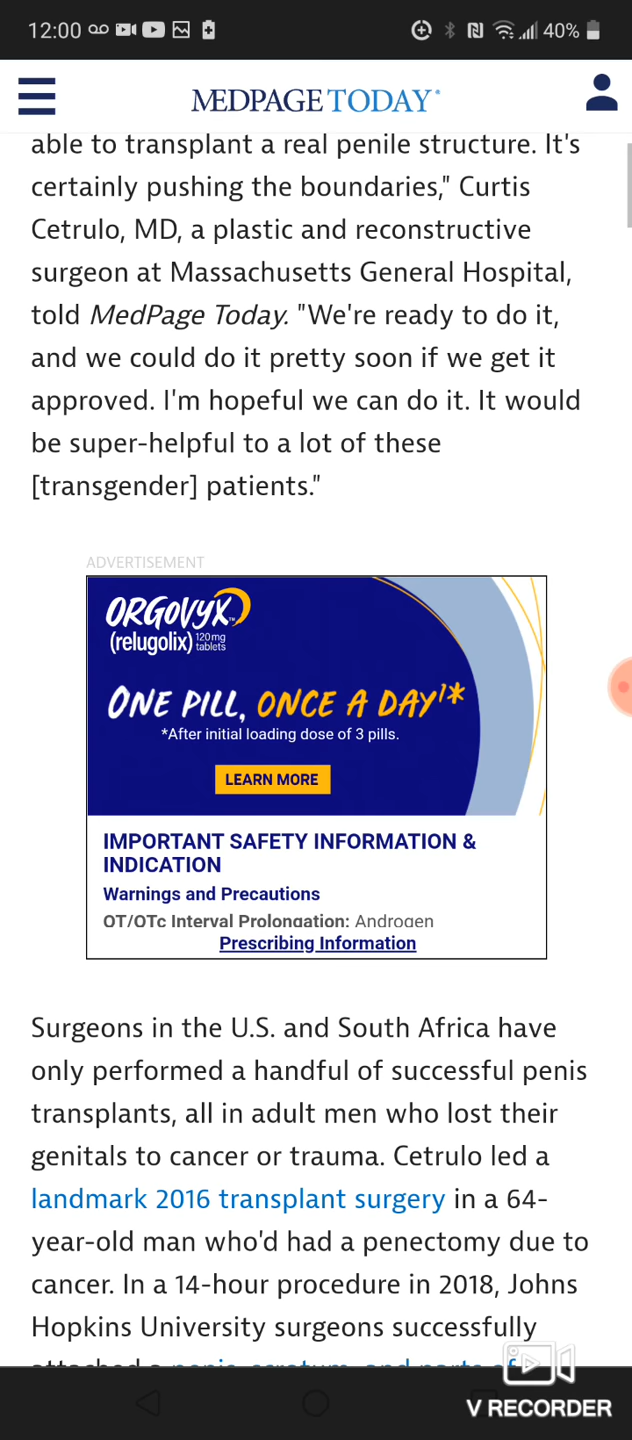 12:00
40%
MEDPAGE TODAY®
able to transplant a real penile structure. It's
certainly pushing the boundaries," Curtis
Cetrulo, MD, a plastic and reconstructive
surgeon at Massachusetts General Hospital,
told MedPage Today. "We're ready to do it,
and we could do it pretty soon if we get it
approved. I'm hopeful we can do it. It would
be super-helpful to a lot of these
[transgender] patients."
ADVERTISEMENT
ORGOVYX™
(relugolix) 120mg tablets
ONE PILL, ONCE A DAY¹*
*After initial loading dose of 3 pills.
LEARN MORE
IMPORTANT SAFETY INFORMATION &
INDICATION
Warnings and Precautions
QT/QTc Interval Prolongation: Androgen
Prescribing Information
Surgeons in the U.S. and South Africa have
only performed a handful of successful penis
transplants, all in adult men who lost their
genitals to cancer or trauma. Cetrulo led a
landmark 2016 transplant surgery in a 64-
year-old man who'd had a penectomy due to
cancer. In a 14-hour procedure in 2018, Johns
Hopkins University surgeons successfully
attached a penis, scrotum, and parts of
V RECORDER